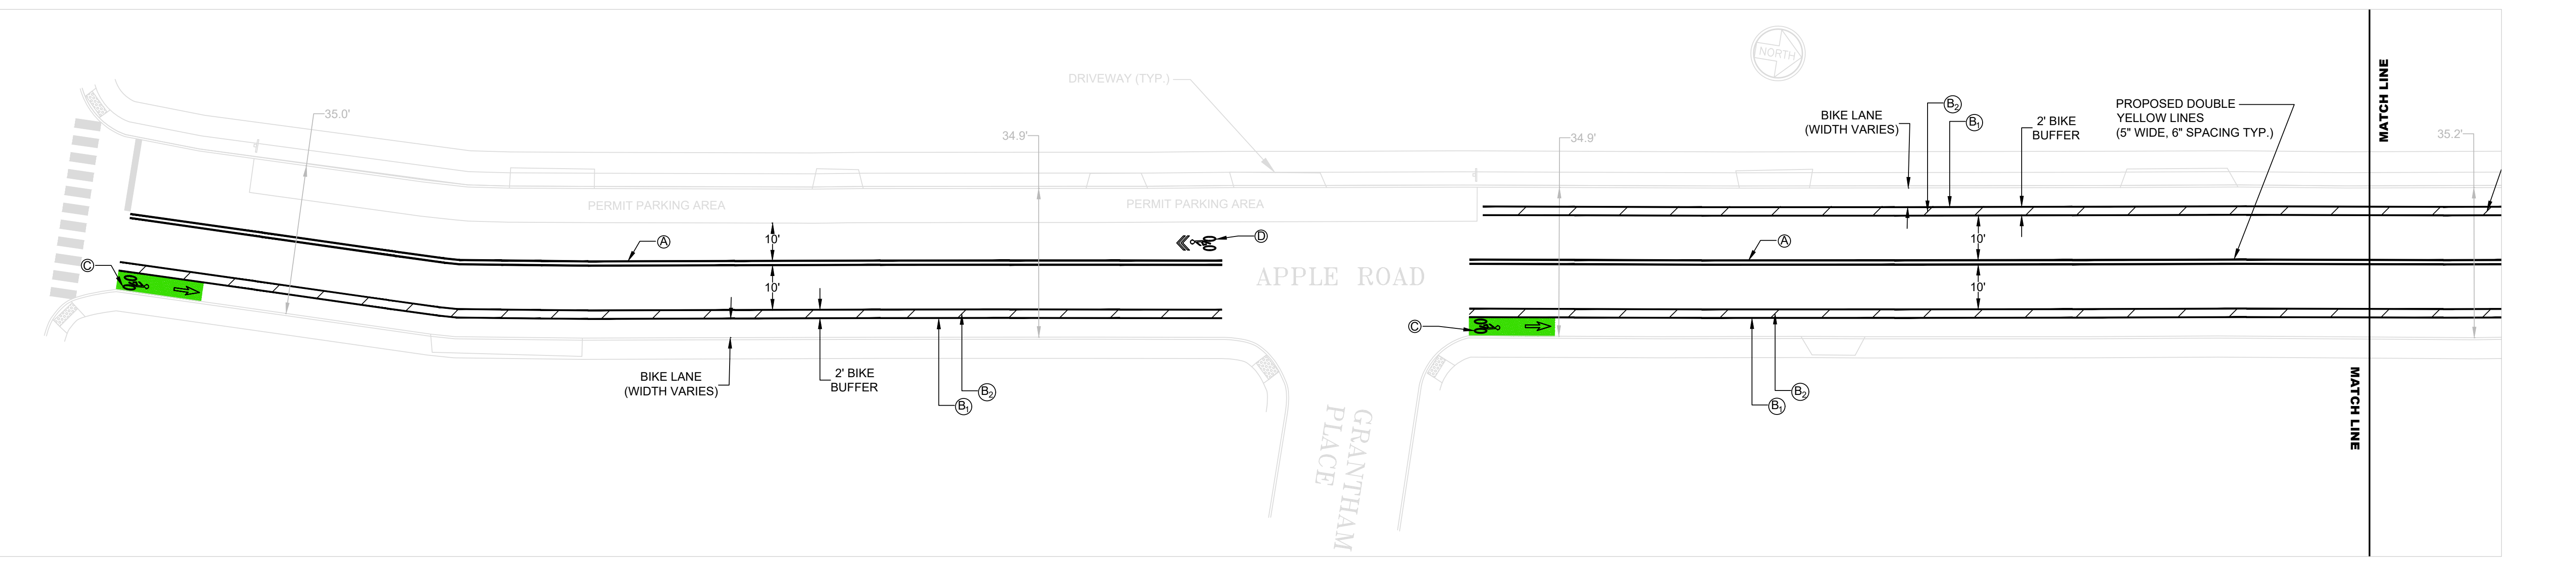 NORTH
DRIVEWAY (TYP.)
35.0'
34.9'
34.9'
35.2'
BIKE LANE
(WIDTH VARIES)
B2
B1
2' BIKE
BUFFER
PROPOSED DOUBLE
YELLOW LINES
(5" WIDE, 6" SPACING TYP.)
MATCH LINE
PERMIT PARKING AREA
PERMIT PARKING AREA
A
10'
D
A
10'
C
10'
APPLE ROAD
10'
C
BIKE LANE
(WIDTH VARIES)
2' BIKE
BUFFER
B2
B1
B2
B1
GRANTHAM
PLACE
MATCH LINE